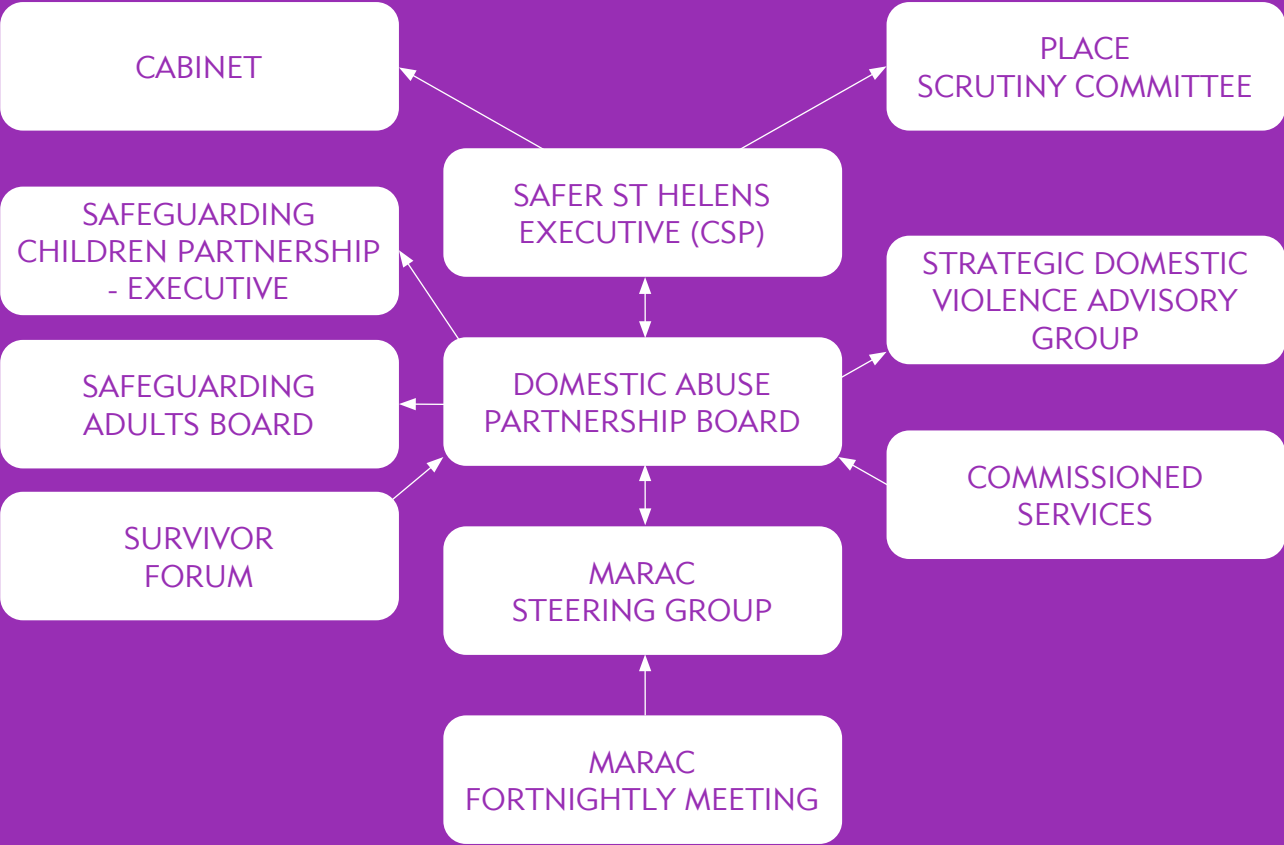 CABINET
PLACE
SCRUTINY COMMITTEE
SAFER ST HELENS
EXECUTIVE (CSP)
SAFEGUARDING
CHILDREN PARTNERSHIP
- EXECUTIVE
STRATEGIC DOMESTIC
VIOLENCE ADVISORY
GROUP
SAFEGUARDING
ADULTS BOARD
DOMESTIC ABUSE
PARTNERSHIP BOARD
COMMISSIONED
SERVICES
SURVIVOR
FORUM
MARAC
STEERING GROUP
MARAC
FORTNIGHTLY MEETING